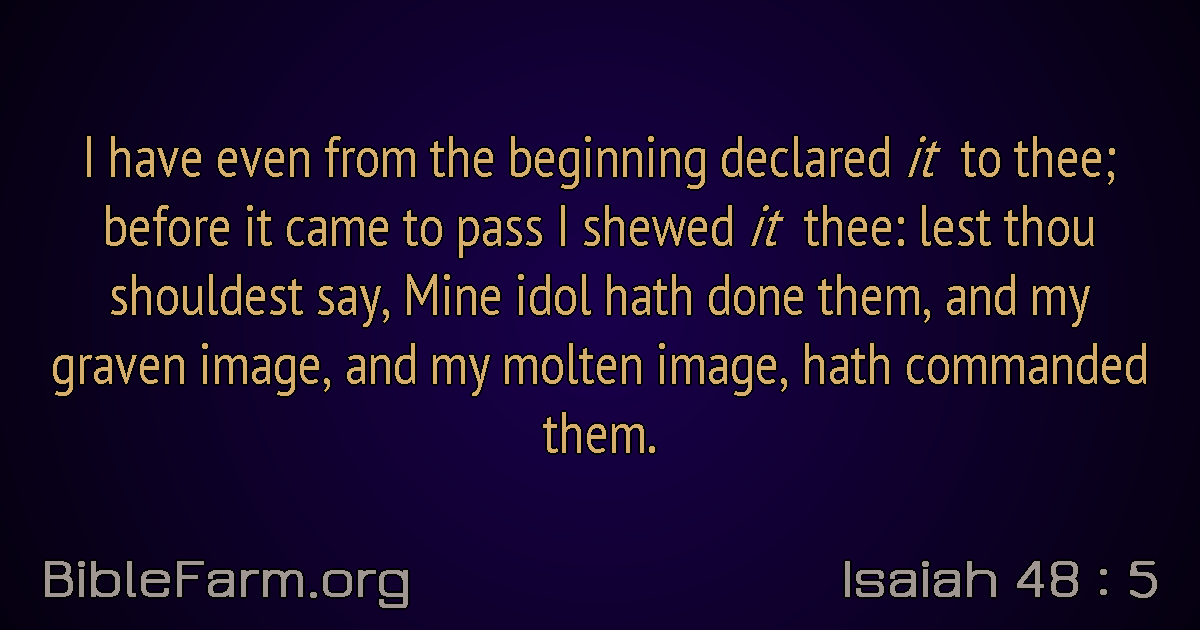 I have even from the beginning declared it to thee;
before it came to pass I shewed it thee: lest thou
shouldest say, Mine idol hath done them, and my
graven image, and my molten image, hath commanded
them.
BibleFarm.org
Isaiah 48 : 5